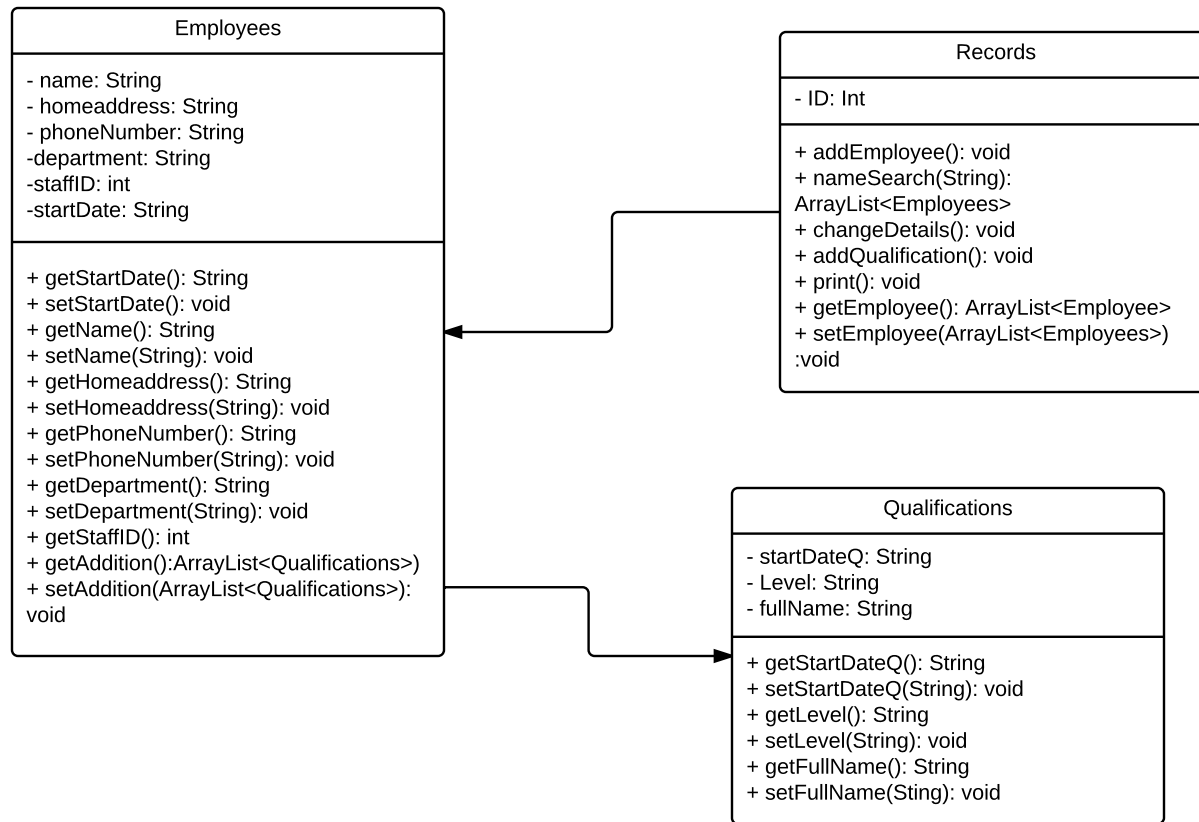 Employees
- name: String
- homeaddress: String
- phoneNumber: String
-department: String
-staffID: int
-startDate: String
+ getStartDate(): String
+ setStartDate(): void
+ getName(): String
+ setName(String): void
+ getHomeaddress(): String
+ setHomeaddress(String): void
+ getPhoneNumber(): String
+ setPhoneNumber(String): void
+ getDepartment(): String
+ setDepartment(String): void
+ getStaffID(): int
+ getAddition():ArrayList<Qualifications>)
+ setAddition(ArrayList<Qualifications>):
void
Records
- ID: Int
+ addEmployee(): void
+ nameSearch(String):
ArrayList<Employees>
+ changeDetails(): void
+ addQualification(): void
+ print(): void
+ getEmployee(): ArrayList<Employee>
+ setEmployee(ArrayList<Employees>)
:void
Qualifications
- startDateQ: String
- Level: String
- fullName: String
+ getStartDateQ(): String
+ setStartDateQ(String): void
+ getLevel(): String
+ setLevel(String): void
+ getFullName(): String
+ setFullName(Sting): void